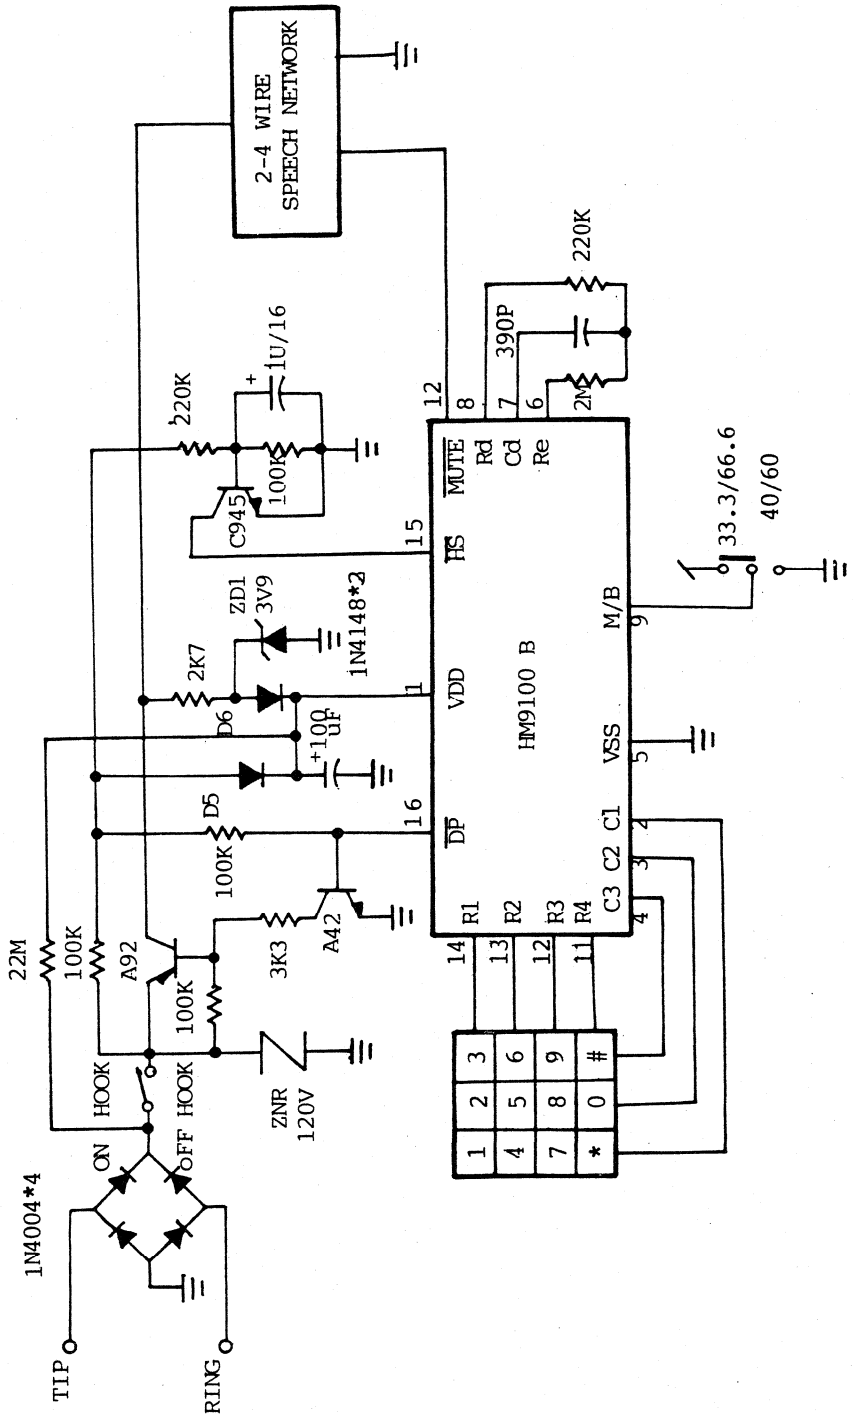 TIP
RING
1N4004*4
ON HOOK
OFF HOOK
22M
100K
A92
100K
ZNR
120V
3K3
A42
100K
D5
D6
2K7
+100
uF
ZD1
3V9
1N4148*2
220K
C945
100K
+
1U/16
2-4 WIRE
SPEECH NETWORK
16
DP
1
VDD
15
HS
12
MUTE
8
Rd
7
Cd
6
Re
390P
2M
220K
HM9100 B
14
R1
13
R2
12
R3
11
R4
C3
4
C2
3
C1
2
VSS
5
M/B
9
33.3/66.6
40/60
1 2 3
4 5 6
7 8 9
* 0 #